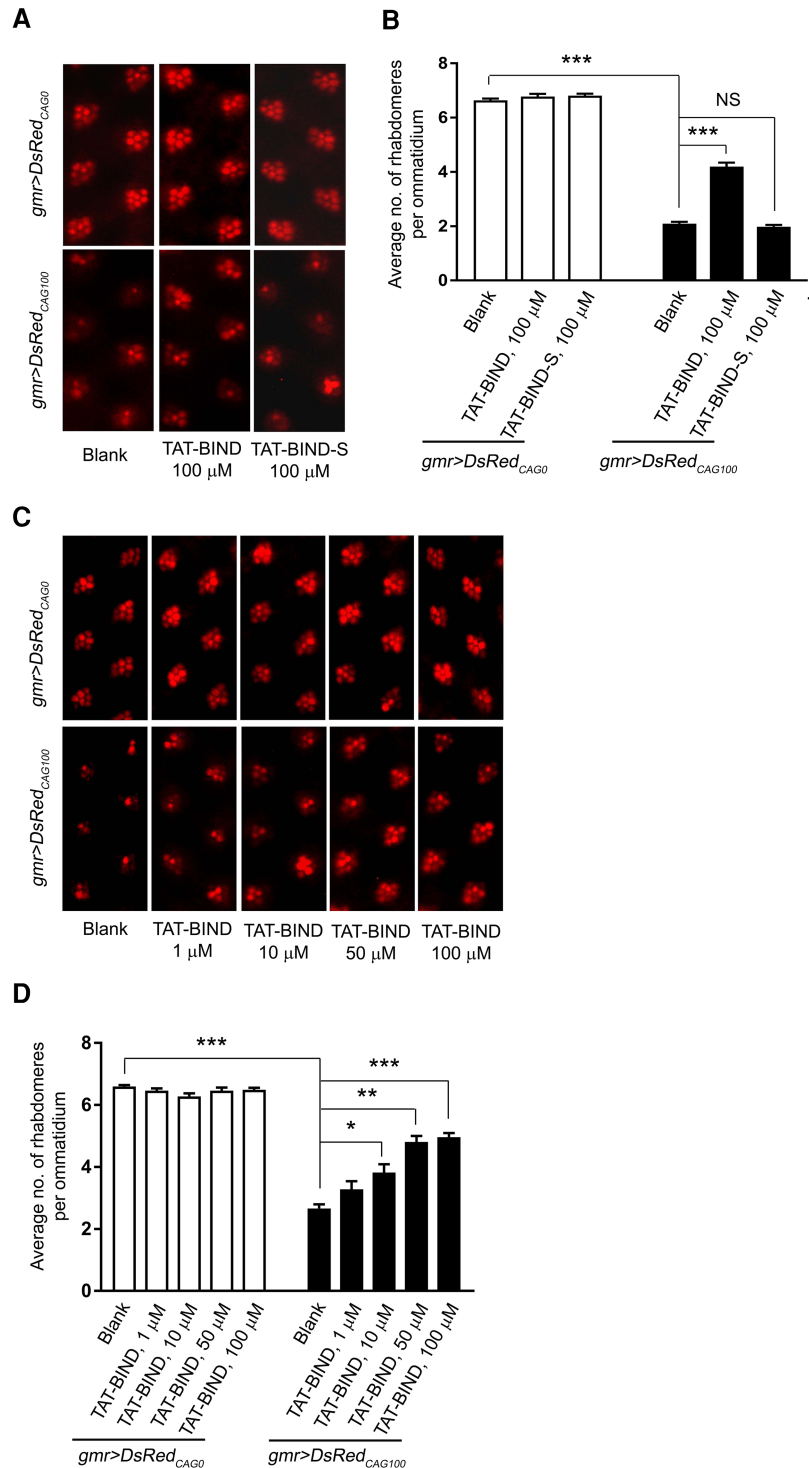 A
gmr>DsRedCAG0
gmr>DsRedCAG100
Blank
TAT-BIND
100 μM
TAT-BIND-S
100 μM
B
Average no. of rhabdomeres
per ommatidium
8
6
4
2
0
***
***
NS
Blank
TAT-BIND, 100 μM
TAT-BIND-S, 100 μM
Blank
TAT-BIND, 100 μM
TAT-BIND-S, 100 μM
gmr>DsRedCAG0
gmr>DsRedCAG100
C
gmr>DsRedCAG0
gmr>DsRedCAG100
Blank
TAT-BIND
1 μM
TAT-BIND
10 μM
TAT-BIND
50 μM
TAT-BIND
100 μM
D
Average no. of rhabdomeres
per ommatidium
8
6
4
2
0
***
***
**
*
Blank
TAT-BIND, 1 μM
TAT-BIND, 10 μM
TAT-BIND, 50 μM
TAT-BIND, 100 μM
Blank
TAT-BIND, 1 μM
TAT-BIND, 10 μM
TAT-BIND, 50 μM
TAT-BIND, 100 μM
gmr>DsRedCAG0
gmr>DsRedCAG100